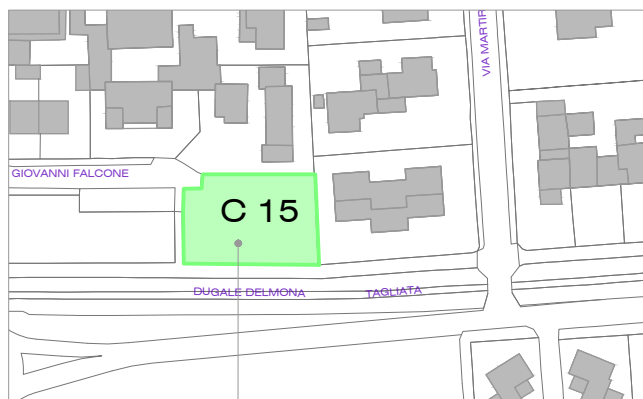 VIA MARTIR
GIOVANNI FALCONE
C 15
DUGALE DELMONA TAGLIATA